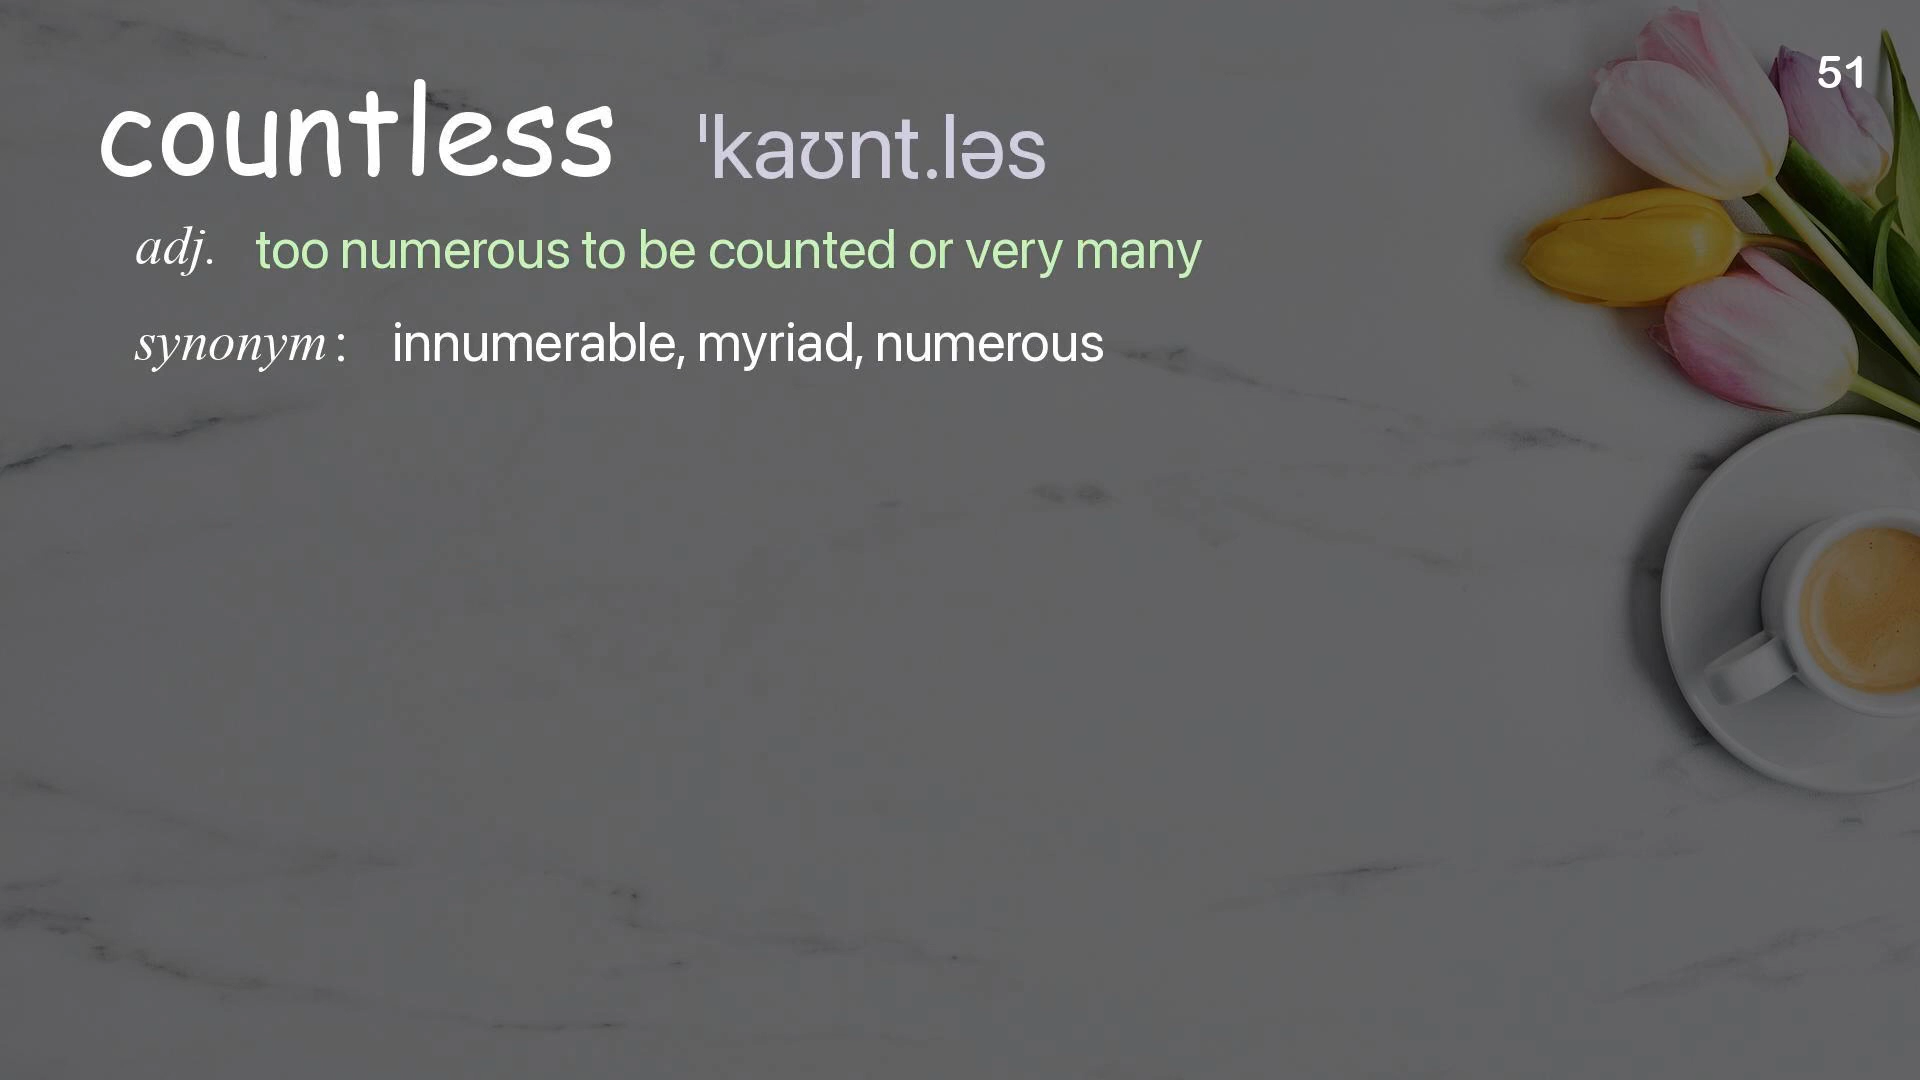 51
countless ˈkaʊnt.ləs
adj. too numerous to be counted or very many
synonym: innumerable, myriad, numerous